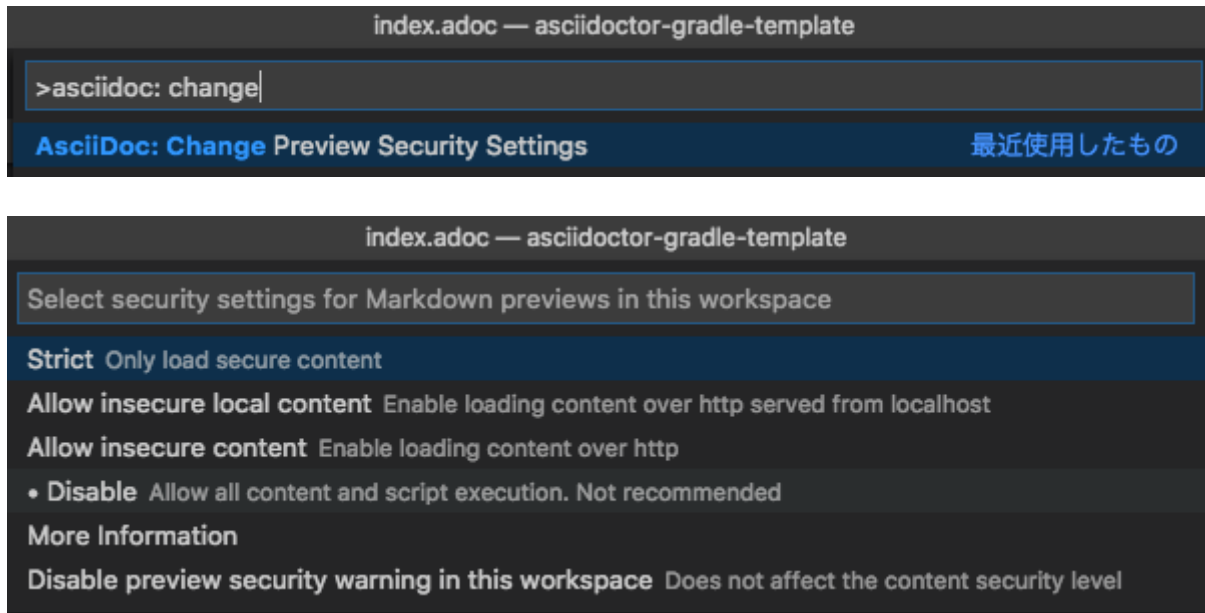 index.adoc — asciidoctor-gradle-template
>asciidoc: change
AsciiDoc: Change Preview Security Settings 最近使用したもの
index.adoc — asciidoctor-gradle-template
Select security settings for Markdown previews in this workspace
Strict Only load secure content
Allow insecure local content Enable loading content over http served from localhost
Allow insecure content Enable loading content over http
• Disable Allow all content and script execution. Not recommended
More Information
Disable preview security warning in this workspace Does not affect the content security level